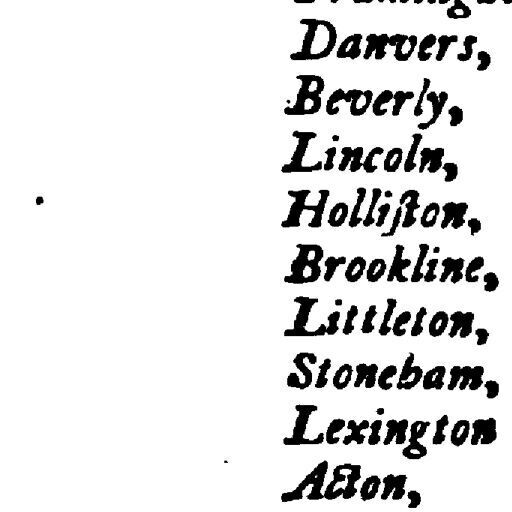 Danvers,
Beverly,
Lincoln,
Holliſton,
Brookline,
Littleton,
Stoneham,
Lexington
Acton,